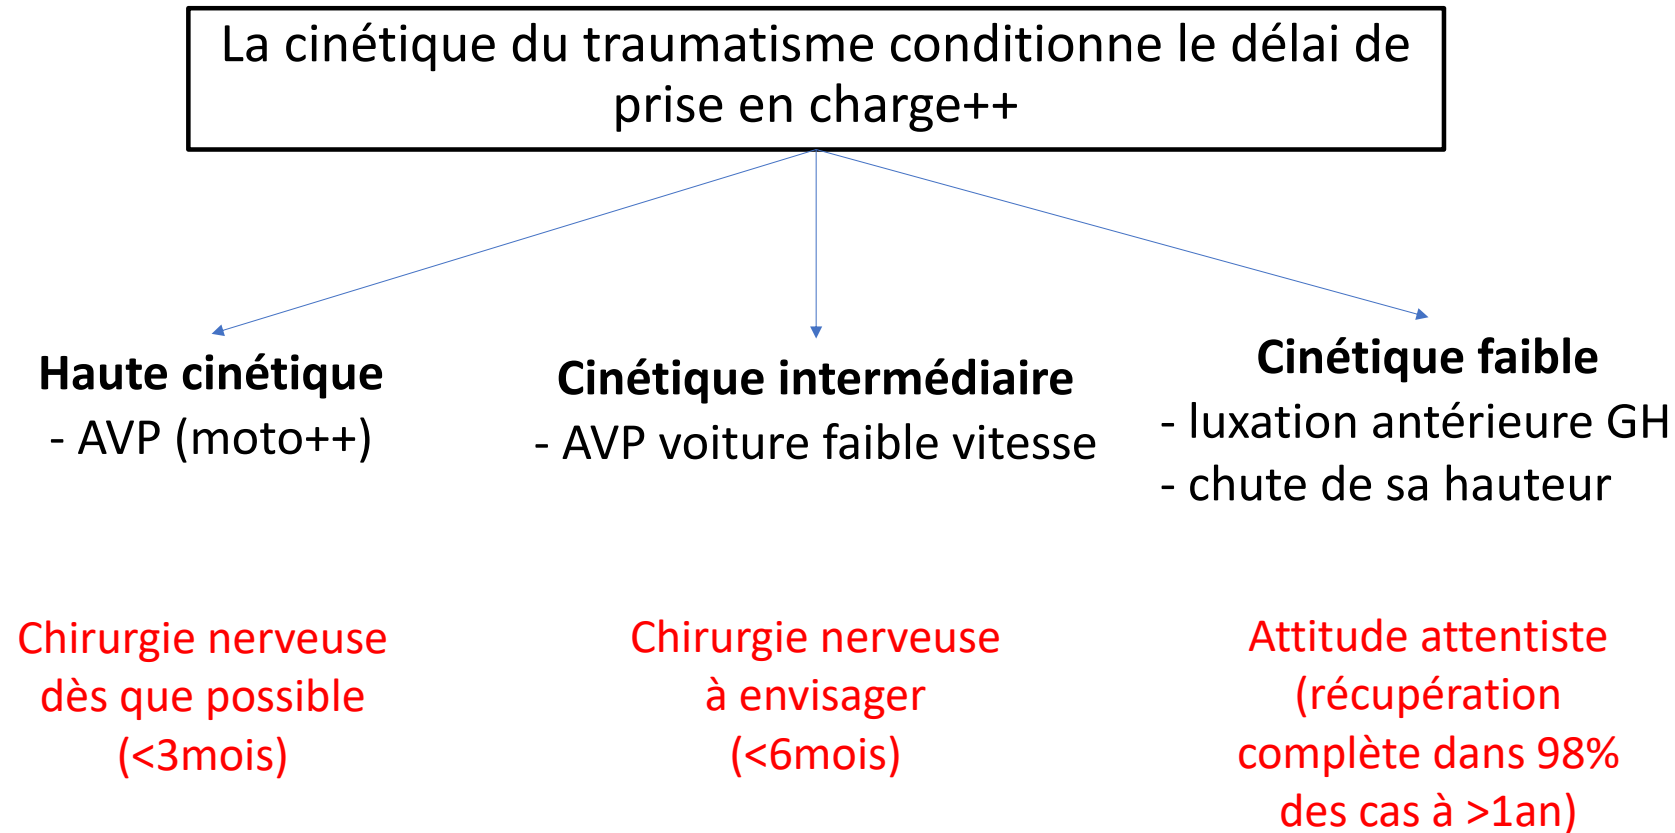 La cinétique du traumatisme conditionne le délai de
prise en charge++
Haute cinétique
- AVP (moto++)
Chirurgie nerveuse
dès que possible
(<3mois)
Cinétique intermédiaire
- AVP voiture faible vitesse
Chirurgie nerveuse
à envisager
(<6mois)
Cinétique faible
- luxation antérieure GH
- chute de sa hauteur
Attitude attentiste
(récupération
complète dans 98%
des cas à >1an)